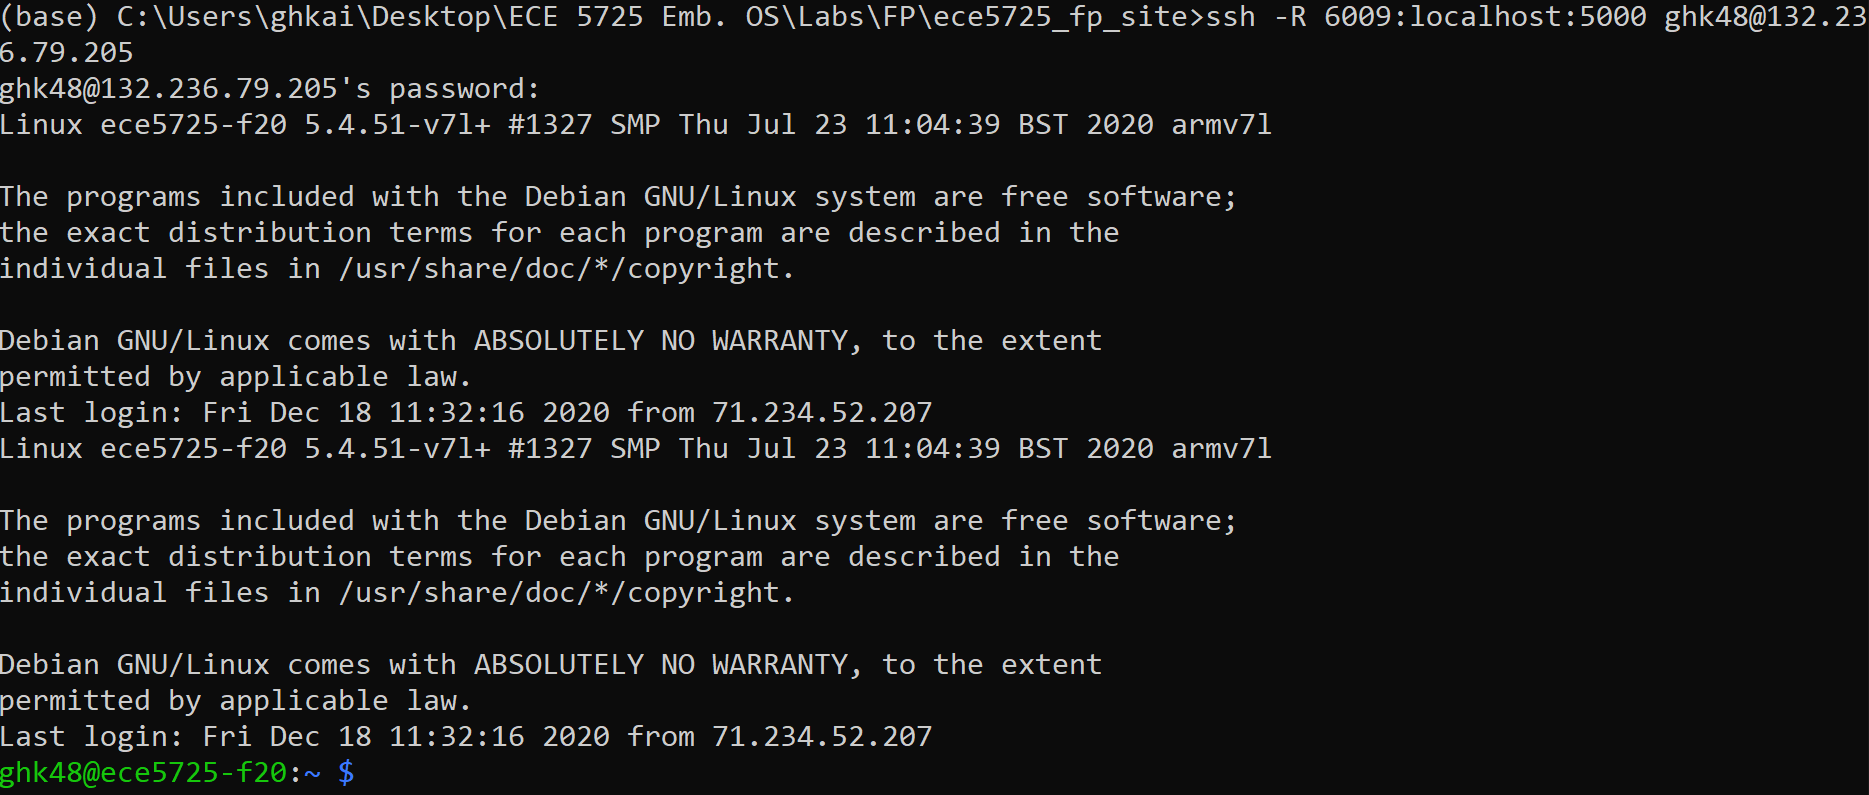 (base) C:\Users\ghkai\Desktop\ECE 5725 Emb. OS\Labs\FP\ece5725_fp_site>ssh -R 6009:localhost:5000 ghk48@132.23
6.79.205
ghk48@132.236.79.205's password:
Linux ece5725-f20 5.4.51-v7l+ #1327 SMP Thu Jul 23 11:04:39 BST 2020 armv7l

The programs included with the Debian GNU/Linux system are free software;
the exact distribution terms for each program are described in the
individual files in /usr/share/doc/*/copyright.

Debian GNU/Linux comes with ABSOLUTELY NO WARRANTY, to the extent
permitted by applicable law.
Last login: Fri Dec 18 11:32:16 2020 from 71.234.52.207
Linux ece5725-f20 5.4.51-v7l+ #1327 SMP Thu Jul 23 11:04:39 BST 2020 armv7l

The programs included with the Debian GNU/Linux system are free software;
the exact distribution terms for each program are described in the
individual files in /usr/share/doc/*/copyright.

Debian GNU/Linux comes with ABSOLUTELY NO WARRANTY, to the extent
permitted by applicable law.
Last login: Fri Dec 18 11:32:16 2020 from 71.234.52.207
ghk48@ece5725-f20:~ $